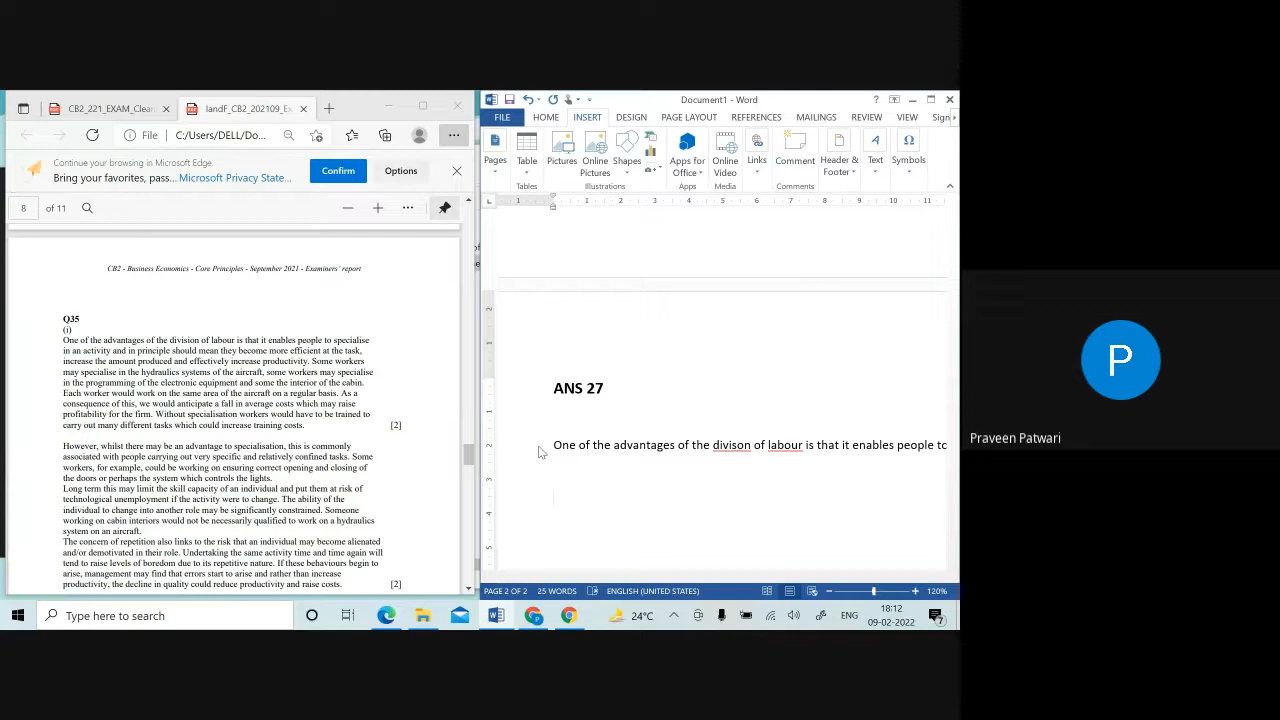 CB2_221_EXAM_Clean
IandF_CB2_202109_Ex
File
C:/Users/DELL/Do...
Continue your browsing in Microsoft Edge.
Bring your favorites, pass... Microsoft Privacy State...
Confirm
Options
8 of 11
CB2 - Business Economics - Core Principles - September 2021 - Examiners' report
Q35
(i)
One of the advantages of the division of labour is that it enables people to specialise
in an activity and in principle should mean they become more efficient at the task,
increase the amount produced and effectively increase productivity. Some workers
may specialise in the hydraulics systems of the aircraft, some workers may specialise
in the programming of the electronic equipment and some the interior of the cabin.
Each worker would work on the same area of the aircraft on a regular basis. As a
consequence of this, we would anticipate a fall in average costs which may raise
profitability for the firm. Without specialisation workers would have to be trained to
carry out many different tasks which could increase training costs. [2]
However, whilst there may be an advantage to specialisation, this is commonly
associated with people carrying out very specific and relatively confined tasks. Some
workers, for example, could be working on ensuring correct opening and closing of
the doors or perhaps the system which controls the lights.
Long term this may limit the skill capacity of an individual and put them at risk of
technological unemployment if the activity were to change. The ability of the
individual to change into another role may be significantly constrained. Someone
working on cabin interiors would not be necessarily qualified to work on a hydraulics
system on an aircraft.
The concern of repetition also links to the risk that an individual may become alienated
and/or demotivated in their role. Undertaking the same activity time and time again will
tend to raise levels of boredom due to its repetitive nature. If these behaviours begin to
arise, management may find that errors start to arise and rather than increase
productivity, the decline in quality could reduce productivity and raise costs. [2]
Document1 - Word
FILE HOME INSERT DESIGN PAGE LAYOUT REFERENCES MAILINGS REVIEW VIEW Sign
Pages
Table
Pictures
Online Pictures
Shapes
Apps for Office
Online Video
Links
Comment
Header & Footer
Text
Symbols
Tables
Illustrations
Apps
Media
Comments
1 1 2 3 4 5 6 7 8 9 10 11
ANS 27
One of the advantages of the divison of labour is that it enables people to
PAGE 2 OF 2 25 WORDS ENGLISH (UNITED STATES) 120%
Type here to search
24°C
ENG
18:12
09-02-2022
7
P
Praveen Patwari